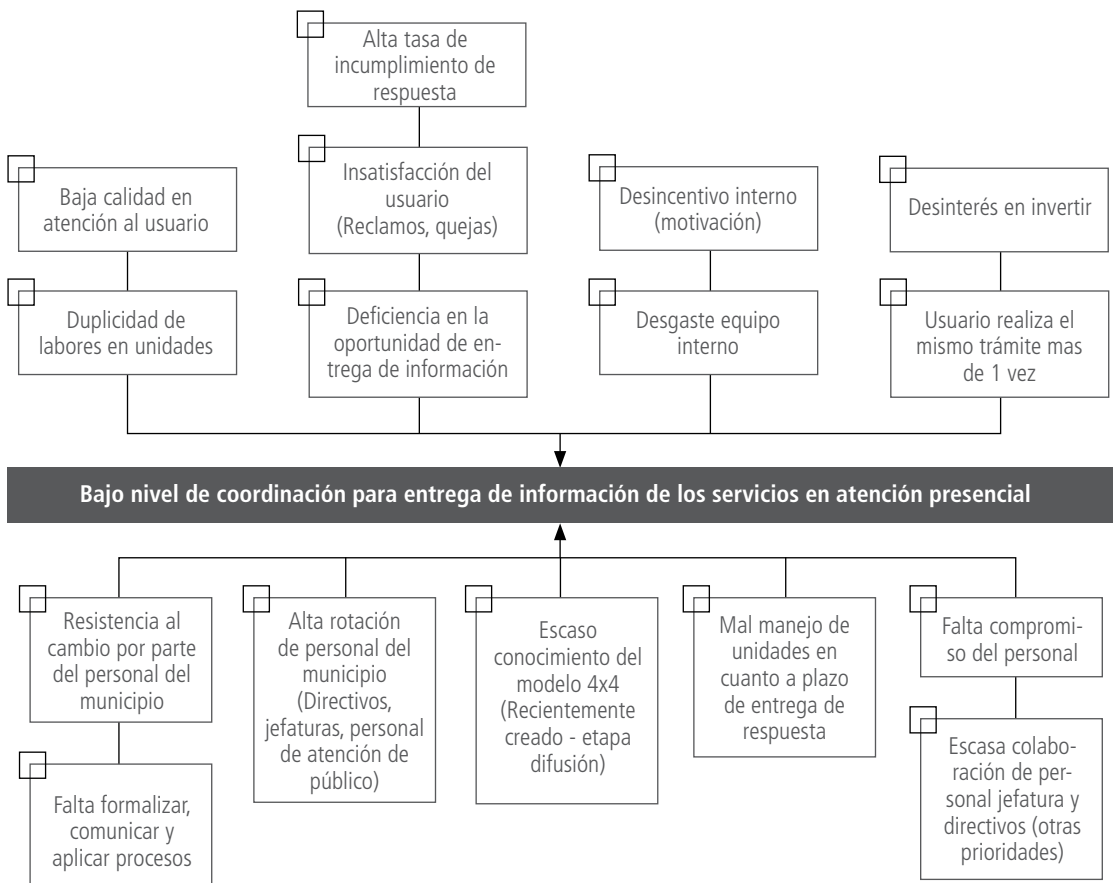 Alta tasa de
incumplimiento de
respuesta
Baja calidad en
atención al usuario
Insatisfacción del
usuario
(Reclamos, quejas)
Desincentivo interno
(motivación)
Desinterés en invertir
Duplicidad de
labores en unidades
Deficiencia en la
oportunidad de en-
trega de información
Desgaste equipo
interno
Usuario realiza el
mismo trámite mas
de 1 vez
Bajo nivel de coordinación para entrega de información de los servicios en atención presencial
Resistencia al
cambio por parte
del personal del
municipio
Alta rotación
de personal del
municipio
(Directivos,
jefaturas, personal
de atención de
público)
Escaso
conocimiento del
modelo 4x4
(Recientemente
creado - etapa
difusión)
Mal manejo de
unidades en
cuanto a plazo
de entrega de
respuesta
Falta compromi-
so del personal
Falta formalizar,
comunicar y
aplicar procesos
Escasa colabo-
ración de per-
sonal jefatura y
directivos (otras
prioridades)